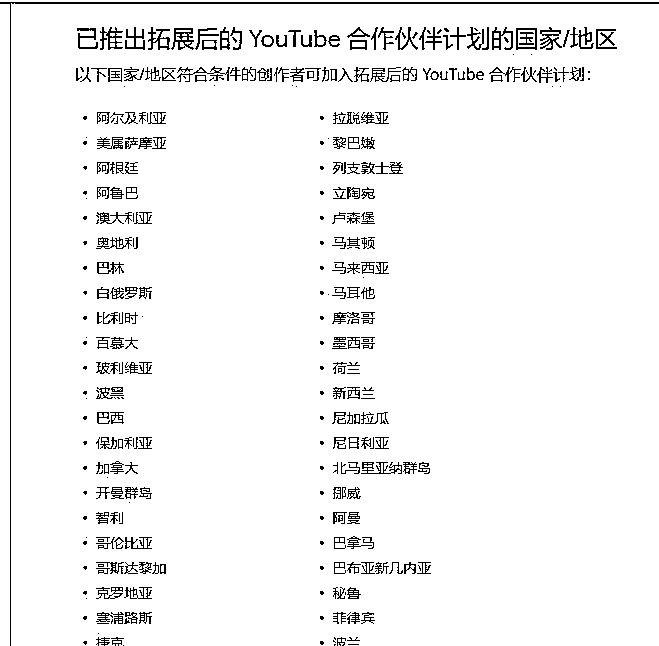 已推出拓展后的 YouTube 合作伙伴计划的国家/地区
以下国家/地区符合条件的创作者可加入拓展后的 YouTube 合作伙伴计划：
• 阿尔及利亚
• 美属萨摩亚
• 阿根廷
• 阿鲁巴
• 澳大利亚
• 奥地利
• 巴林
• 白俄罗斯
• 比利时
• 百慕大
• 玻利维亚
• 波黑
• 巴西
• 保加利亚
• 加拿大
• 开曼群岛
• 智利
• 哥伦比亚
• 哥斯达黎加
• 克罗地亚
• 塞浦路斯
• 捷克
• 拉脱维亚
• 黎巴嫩
• 列支敦士登
• 立陶宛
• 卢森堡
• 马其顿
• 马来西亚
• 马耳他
• 摩洛哥
• 墨西哥
• 荷兰
• 新西兰
• 尼加拉瓜
• 尼日利亚
• 北马里亚纳群岛
• 挪威
• 阿曼
• 巴拿马
• 巴布亚新几内亚
• 秘鲁
• 菲律宾
• 波兰